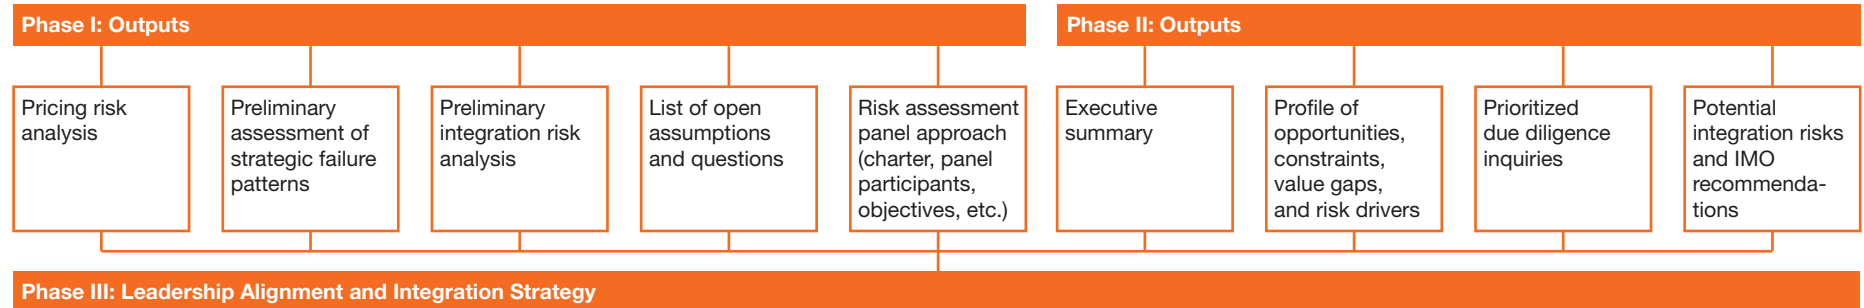 Phase I: Outputs
Phase II: Outputs
Pricing risk
analysis
Preliminary
assessment of
strategic failure
patterns
Preliminary
integration risk
analysis
List of open
assumptions
and questions
Risk assessment
panel approach
(charter, panel
participants,
objectives, etc.)
Executive
summary
Profile of
opportunities,
constraints,
value gaps,
and risk drivers
Prioritized
due diligence
inquiries
Potential
integration risks
and IMO
recommenda-
tions
Phase III: Leadership Alignment and Integration Strategy